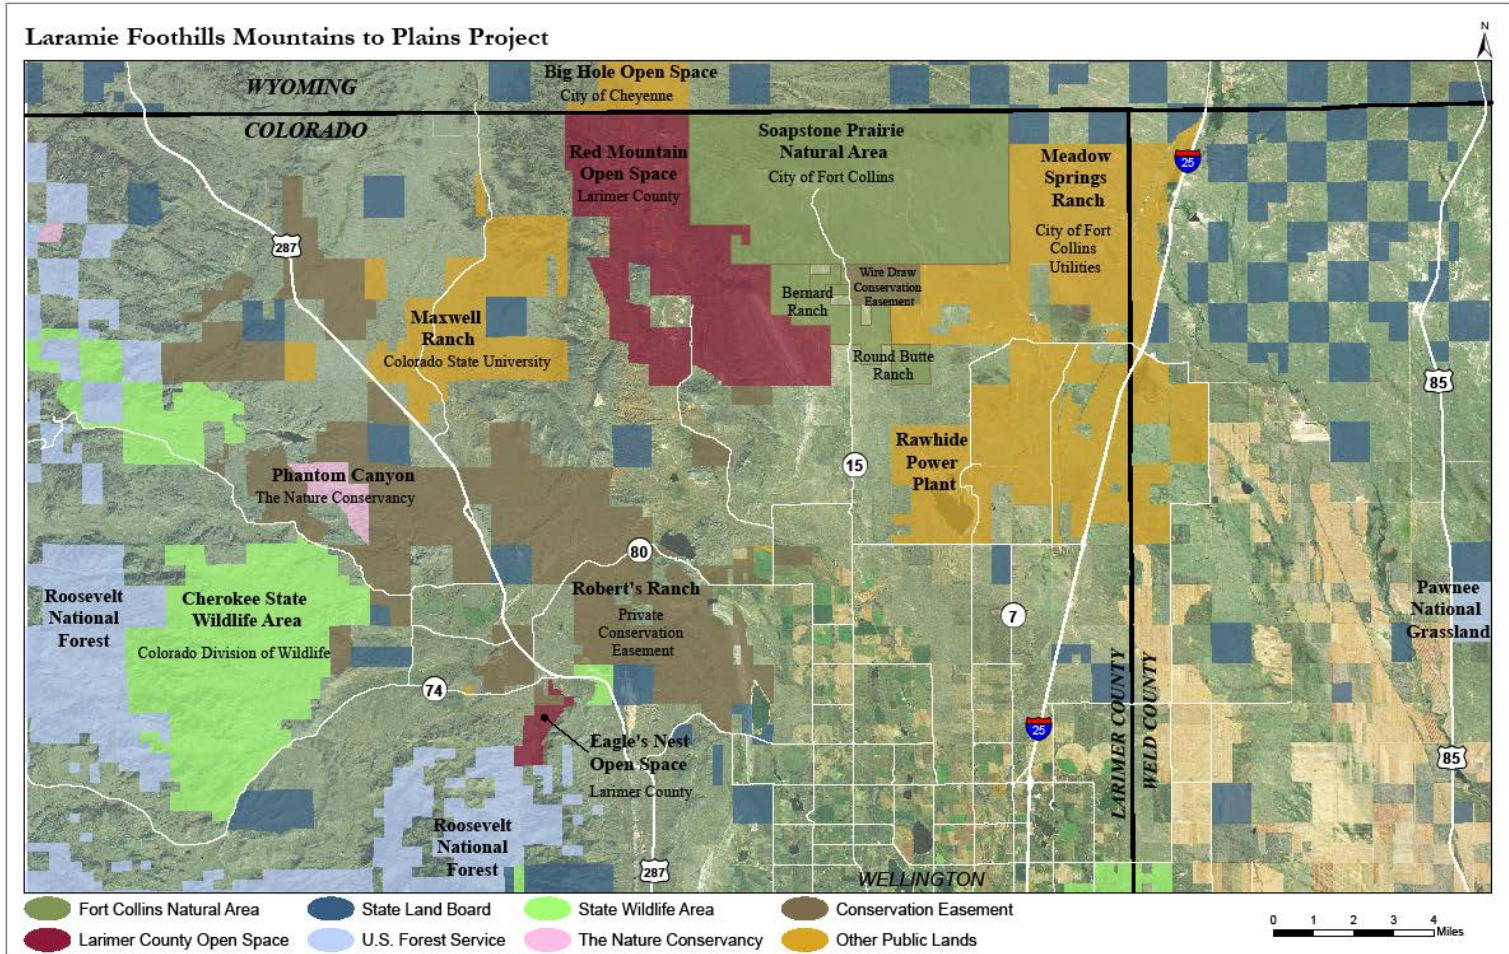 Laramie Foothills Mountains to Plains Project
N
WYOMING
COLORADO
Big Hole Open Space
City of Cheyenne
Red Mountain
Open Space
Larimer County
Soapstone Prairie
Natural Area
City of Fort Collins
Meadow
Springs
Ranch
City of Fort
Collins
Utilities
25
287
Bernard
Ranch
Wire Draw
Conservation
Easement
Maxwell
Ranch
Colorado State University
Round Butte
Ranch
85
Rawhide
Power
Plant
15
Phantom Canyon
The Nature Conservancy
80
Roosevelt
National
Forest
Cherokee State
Wildlife Area
Colorado Division of Wildlife
Robert's Ranch
Private
Conservation
Easement
7
Pawnee
National
Grassland
74
LARIMER COUNTY
WELD COUNTY
25
Eagle's Nest
Open Space
Larimer County
85
Roosevelt
National
Forest
287
WELLINGTON
Fort Collins Natural Area
State Land Board
State Wildlife Area
Conservation Easement
Larimer County Open Space
U.S. Forest Service
The Nature Conservancy
Other Public Lands
0 1 2 3 4
Miles